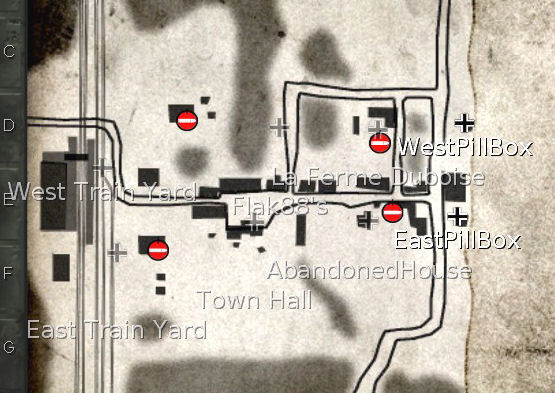 C
D
WestPillBox
La Ferme Duboise
E
West Train Yard
Flak88's
EastPillBox
F
AbandonedHouse
Town Hall
East Train Yard
G